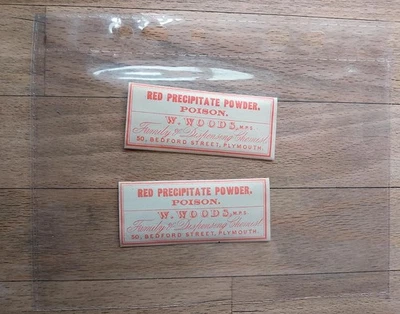 RED PRECIPITATE POWDER.
POISON.
W. WOODS, M.P.S.
Family & Dispensing Chemist
50, BEDFORD STREET, PLYMOUTH.
RED PRECIPITATE POWDER.
POISON.
W. WOODS, M.P.S.
Family & Dispensing Chemist
50, BEDFORD STREET, PLYMOUTH.